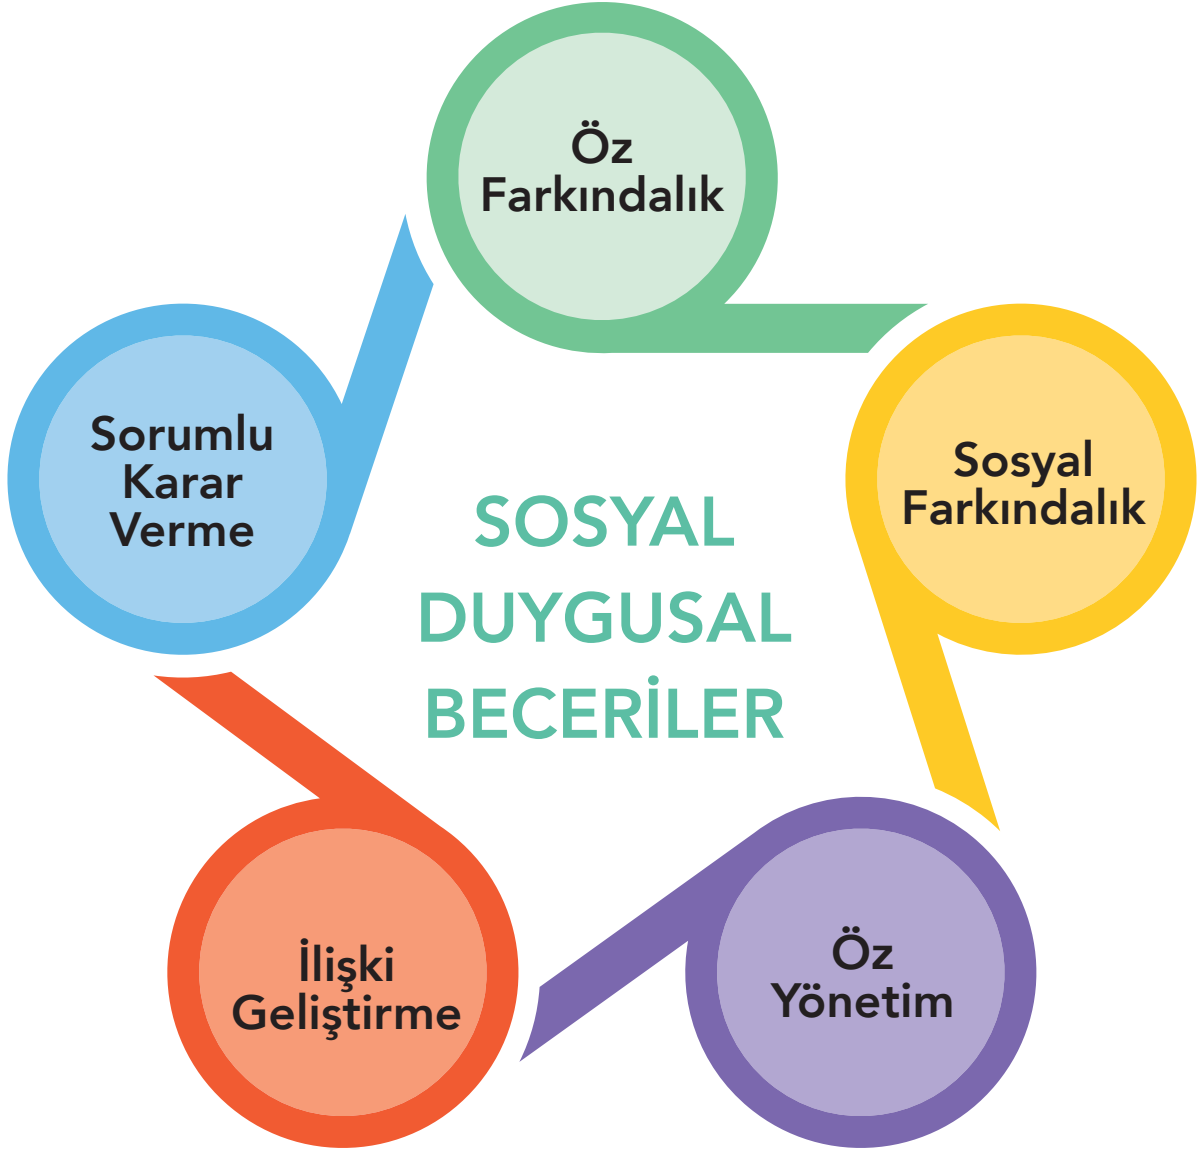 Öz
Farkındalık
Sosyal
Farkındalık
Öz
Yönetim
İlişki
Geliştirme
Sorumlu
Karar
Verme
SOSYAL
DUYGUSAL
BECERİLER